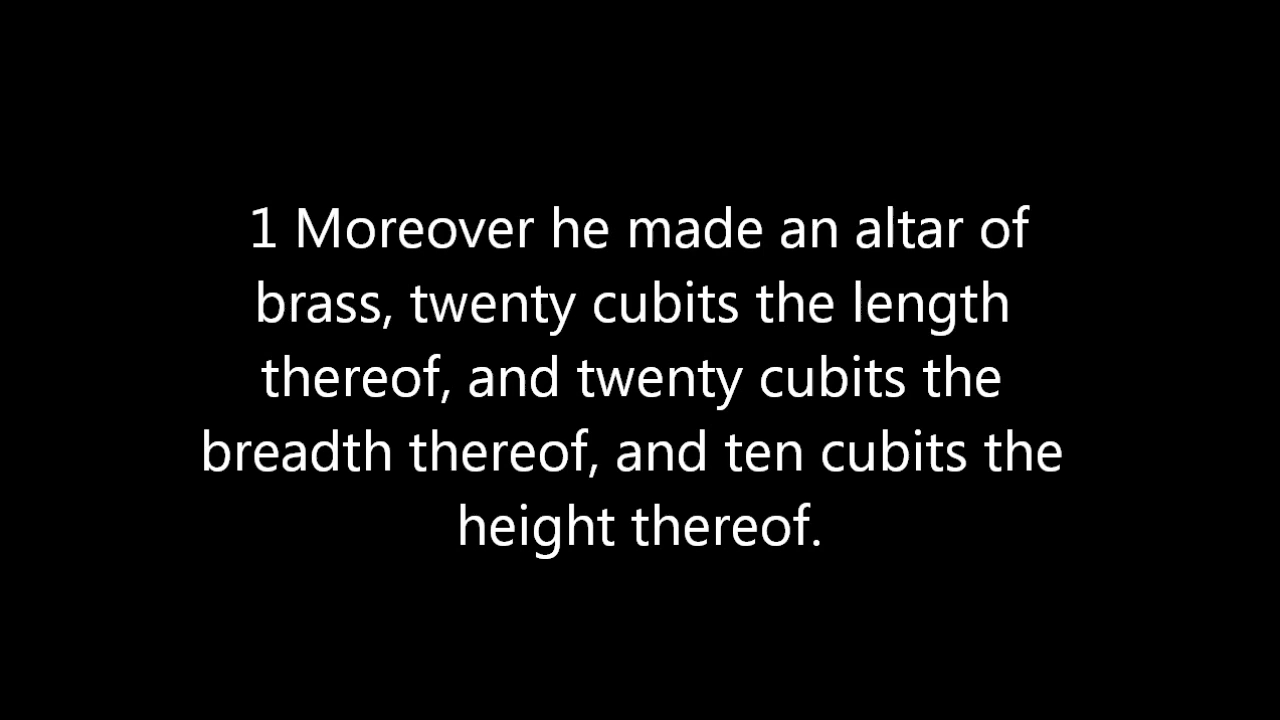 1 Moreover he made an altar of
brass, twenty cubits the length
thereof, and twenty cubits the
breadth thereof, and ten cubits the
height thereof.